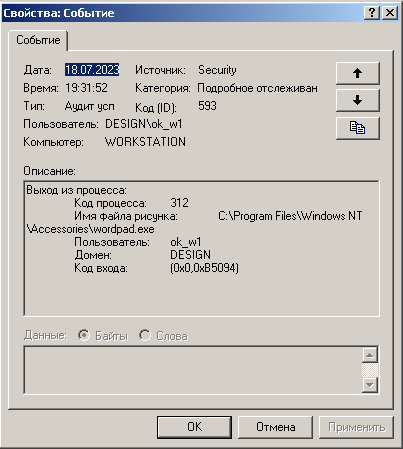 Свойства: Событие
Событие
Дата: 18.07.2023 Источник: Security
Время: 19:31:52 Категория: Подробное отслеживан
Тип: Аудит усп Код (ID): 593
Пользователь: DESIGN\ok_w1
Компьютер: WORKSTATION
Описание:
Выход из процесса:
Код процесса: 312
Имя файла рисунка: C:\Program Files\Windows NT
\Accessories\wordpad.exe
Пользователь: ok_w1
Домен: DESIGN
Код входа: (0x0,0xB5094)
Данные: Байты Слова
OK Отмена Применить